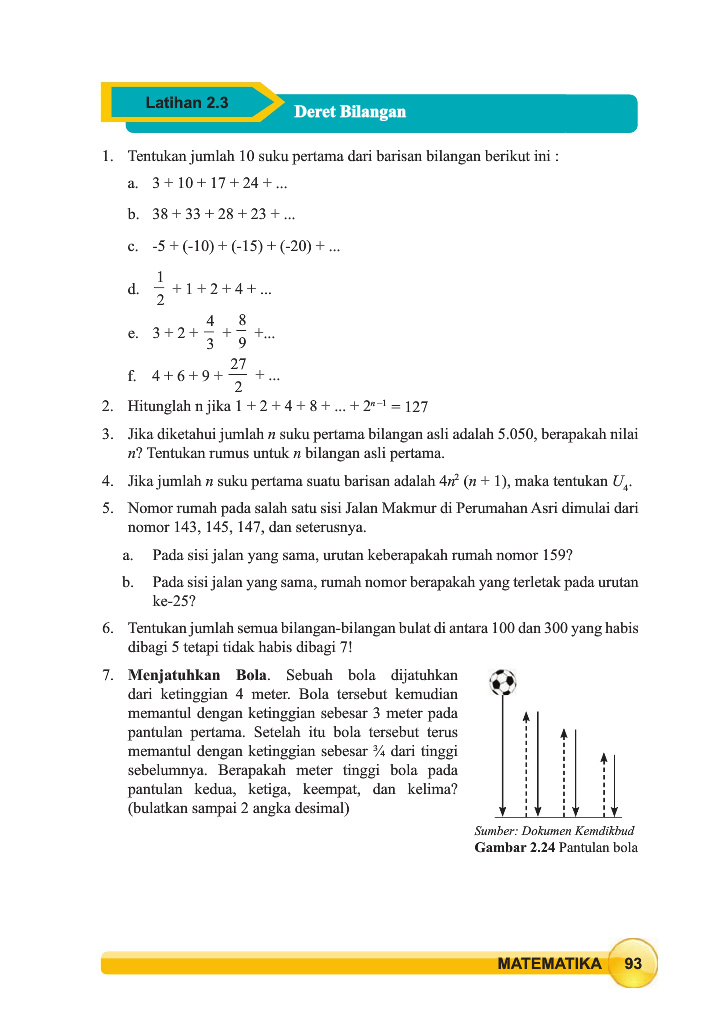 Latihan 2.3
Deret Bilangan
1. Tentukan jumlah 10 suku pertama dari barisan bilangan berikut ini :
a. 3 + 10 + 17 + 24 + ...
b. 38 + 33 + 28 + 23 + ...
c. -5 + (-10) + (-15) + (-20) + ...
d. 1/2 + 1 + 2 + 4 + ...
e. 3 + 2 + 4/3 + 8/9 +...
f. 4 + 6 + 9 + 27/2 + ...
2. Hitunglah n jika 1 + 2 + 4 + 8 + ... + 2ⁿ⁻¹ = 127
3. Jika diketahui jumlah n suku pertama bilangan asli adalah 5.050, berapakah nilai
n? Tentukan rumus untuk n bilangan asli pertama.
4. Jika jumlah n suku pertama suatu barisan adalah 4n² (n + 1), maka tentukan U₄.
5. Nomor rumah pada salah satu sisi Jalan Makmur di Perumahan Asri dimulai dari
nomor 143, 145, 147, dan seterusnya.
a. Pada sisi jalan yang sama, urutan keberapakah rumah nomor 159?
b. Pada sisi jalan yang sama, rumah nomor berapakah yang terletak pada urutan
ke-25?
6. Tentukan jumlah semua bilangan-bilangan bulat di antara 100 dan 300 yang habis
dibagi 5 tetapi tidak habis dibagi 7!
7. Menjatuhkan Bola. Sebuah bola dijatuhkan
dari ketinggian 4 meter. Bola tersebut kemudian
memantul dengan ketinggian sebesar 3 meter pada
pantulan pertama. Setelah itu bola tersebut terus
memantul dengan ketinggian sebesar ¾ dari tinggi
sebelumnya. Berapakah meter tinggi bola pada
pantulan kedua, ketiga, keempat, dan kelima?
(bulatkan sampai 2 angka desimal)
Sumber: Dokumen Kemdikbud
Gambar 2.24 Pantulan bola
MATEMATIKA 93